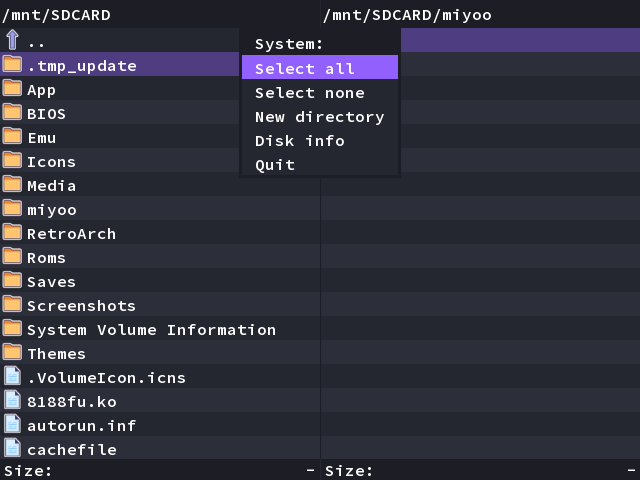 /mnt/SDCARD
/mnt/SDCARD/miyoo
..
.tmp_update
App
BIOS
Emu
Icons
Media
miyoo
RetroArch
Roms
Saves
Screenshots
System Volume Information
Themes
.VolumeIcon.icns
8188fu.ko
autorun.inf
cachefile
System:
Select all
Select none
New directory
Disk info
Quit
Size: -
Size: -